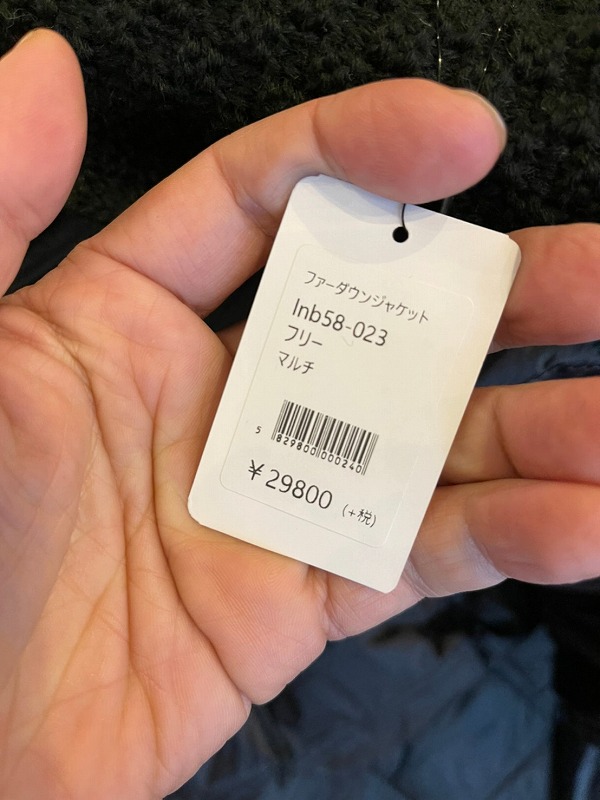 ファーダウンジャケット
lnb58-023
フリー
マルチ
5 829800 000240
¥29800 (+税)